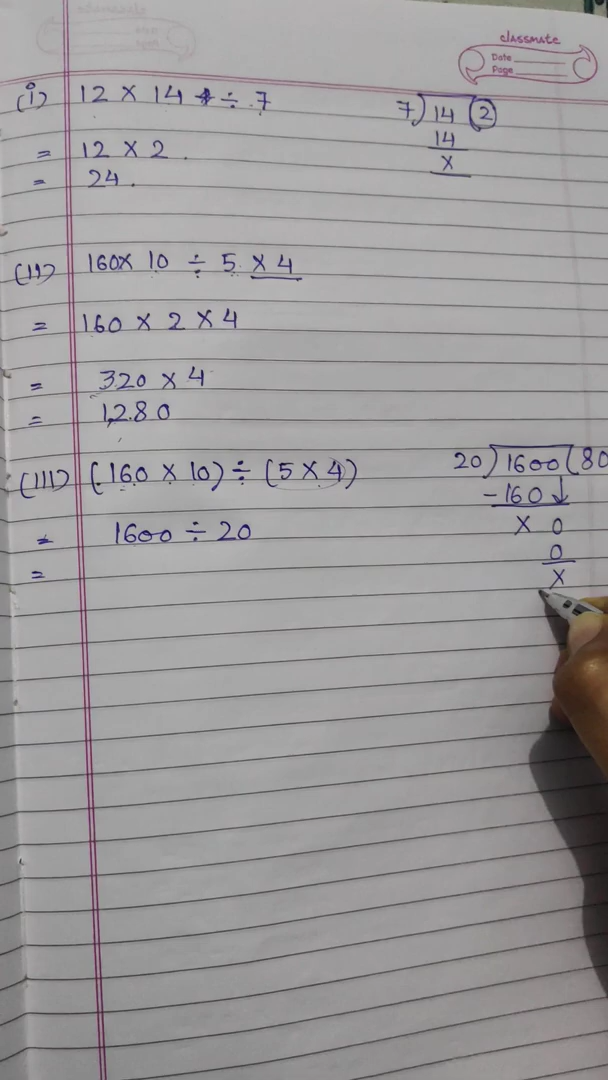 classmate
Date
Page
(i) 12 × 14 ÷ 7
= 12 × 2
= 24.
7) 14 (2
14
×
(ii) 160 × 10 ÷ 5 × 4
= 160 × 2 × 4
= 320 × 4
= 1280
(iii) (160 × 10) ÷ (5 × 4)
= 1600 ÷ 20
=
20) 1600 (80
-160↓
× 0
0
×